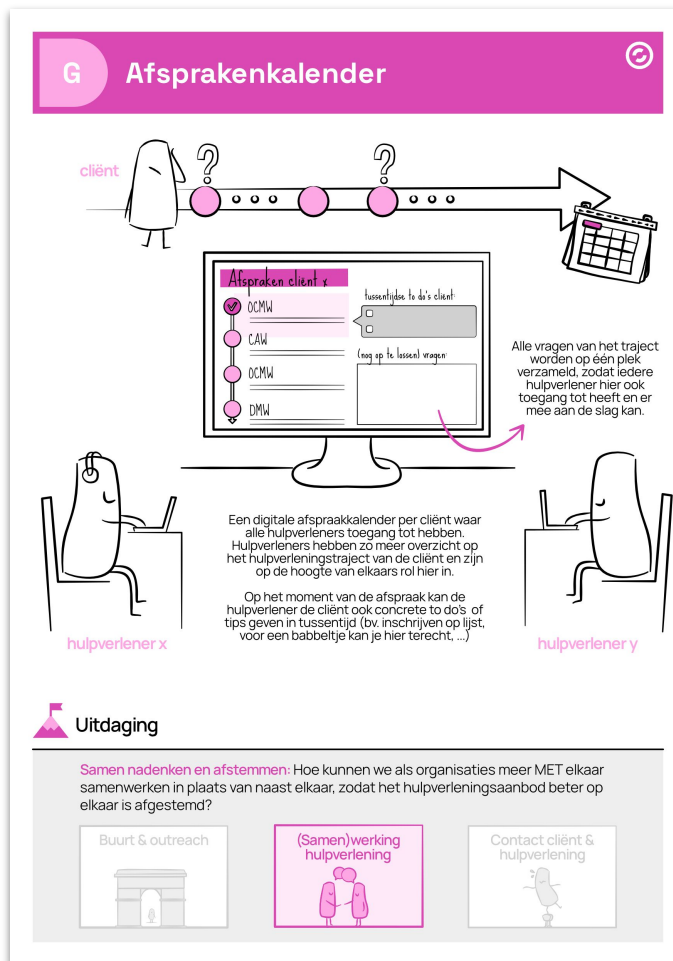 G Afsprakenkalender
cliënt
? ?
Afspraken cliënt x
OCMW
CAW
OCMW
DMW
tussentijdse to do's cliënt:
(nog op te lossen) vragen:
Alle vragen van het traject
worden op één plek
verzameld, zodat iedere
hulpverlener hier ook
toegang tot heeft en er
mee aan de slag kan.
Een digitale afspraakkalender per cliënt waar
alle hulpverleners toegang tot hebben.
Hulpverleners hebben zo meer overzicht op
het hulpverleningstraject van de cliënt en zijn
op de hoogte van elkaars rol hier in.
Op het moment van de afspraak kan de
hulpverlener de cliënt ook concrete to do's of
tips geven in tussentijd (bv. inschrijven op lijst,
voor een babbeltje kan je hier terecht, ...)
hulpverlener x
hulpverlener y
Uitdaging
Samen nadenken en afstemmen: Hoe kunnen we als organisaties meer MET elkaar
samenwerken in plaats van naast elkaar, zodat het hulpverleningsaanbod beter op
elkaar is afgestemd?
Buurt & outreach
(Samen)werking
hulpverlening
Contact cliënt &
hulpverlening